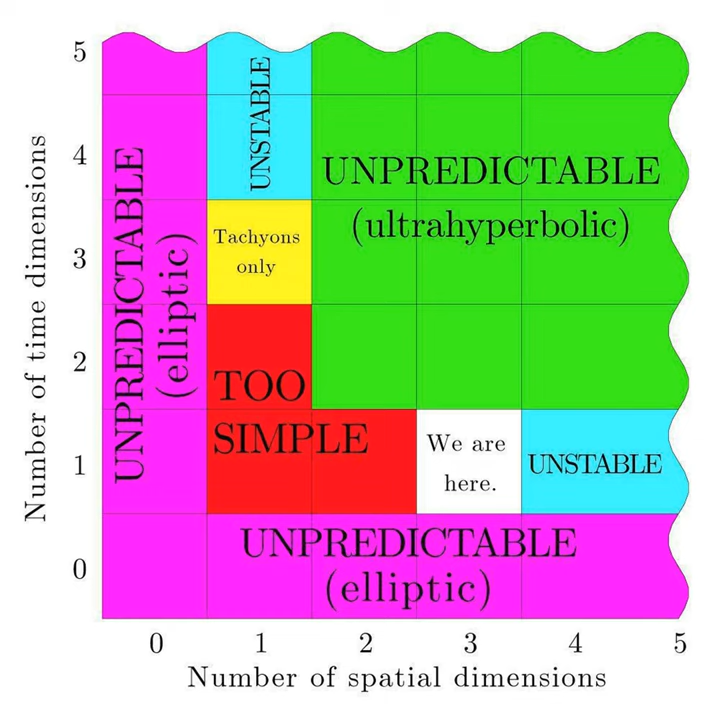 5
4
3
2
1
0
Number of time dimensions
UNPREDICTABLE
(elliptic)
UNSTABLE
UNPREDICTABLE
(ultrahyperbolic)
Tachyons
only
TOO
SIMPLE
We are
here.
UNSTABLE
UNPREDICTABLE
(elliptic)
0 1 2 3 4 5
Number of spatial dimensions